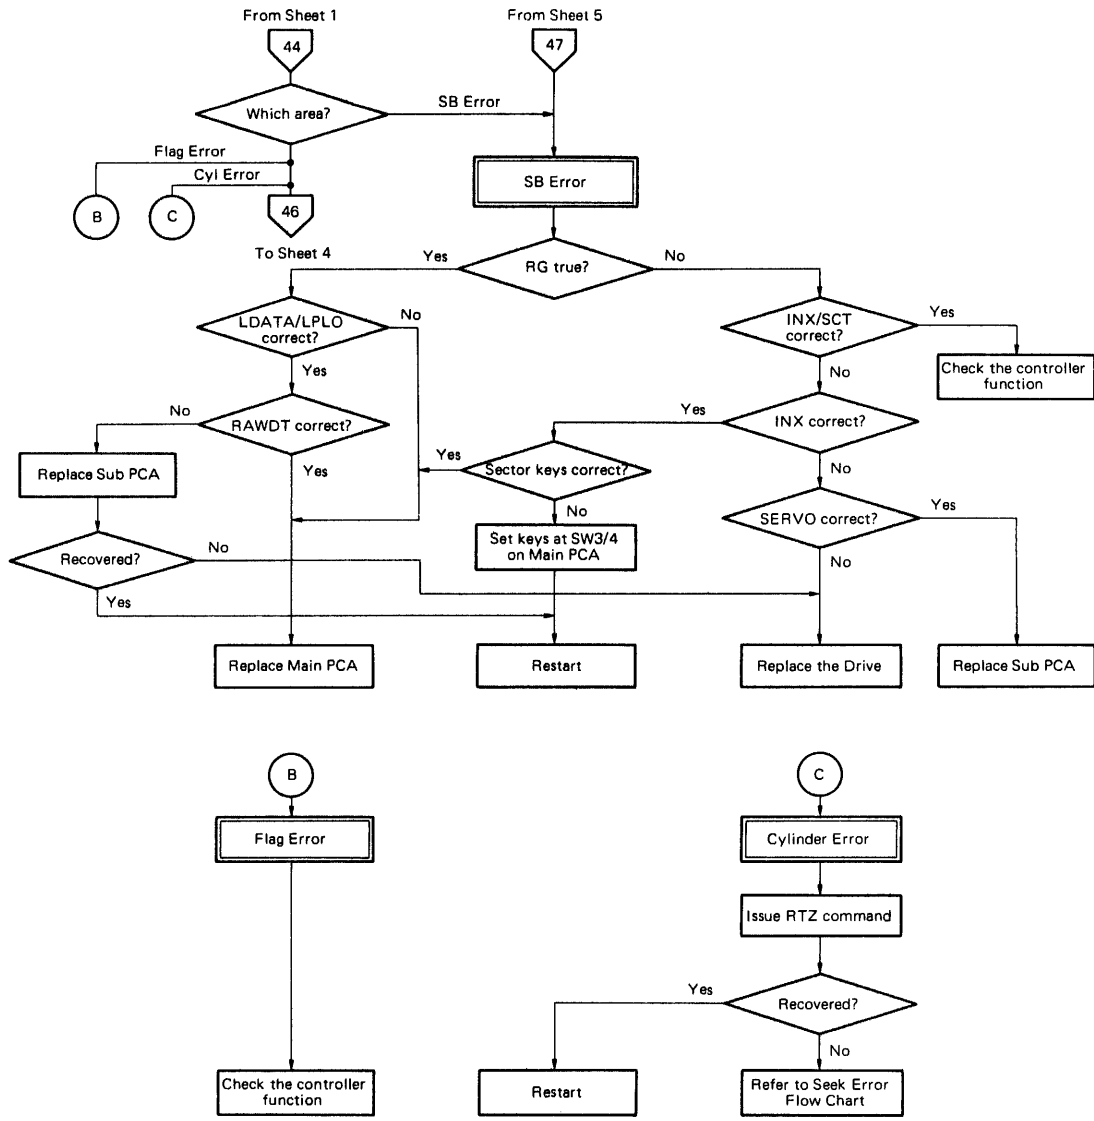 From Sheet 1
From Sheet 5
44
47
Which area?
SB Error
Flag Error
Cyl Error
SB Error
B
C
46
To Sheet 4
Yes
RG true?
No
LDATA/LPLO
correct?
No
INX/SCT
correct?
Yes
Yes
No
Check the controller
function
No
RAWDT correct?
Yes
INX correct?
Replace Sub PCA
Yes
Yes
Sector keys correct?
No
No
SERVO correct?
Yes
Recovered?
No
Set keys at SW3/4
on Main PCA
No
Yes
Replace Main PCA
Restart
Replace the Drive
Replace Sub PCA
B
C
Flag Error
Cylinder Error
Issue RTZ command
Yes
Recovered?
No
Check the controller
function
Restart
Refer to Seek Error
Flow Chart